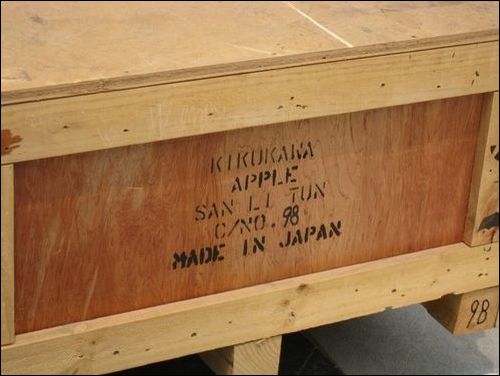 KIKUKAWA
APPLE
SAN LI TUN
C/NO. 98
MADE IN JAPAN
98